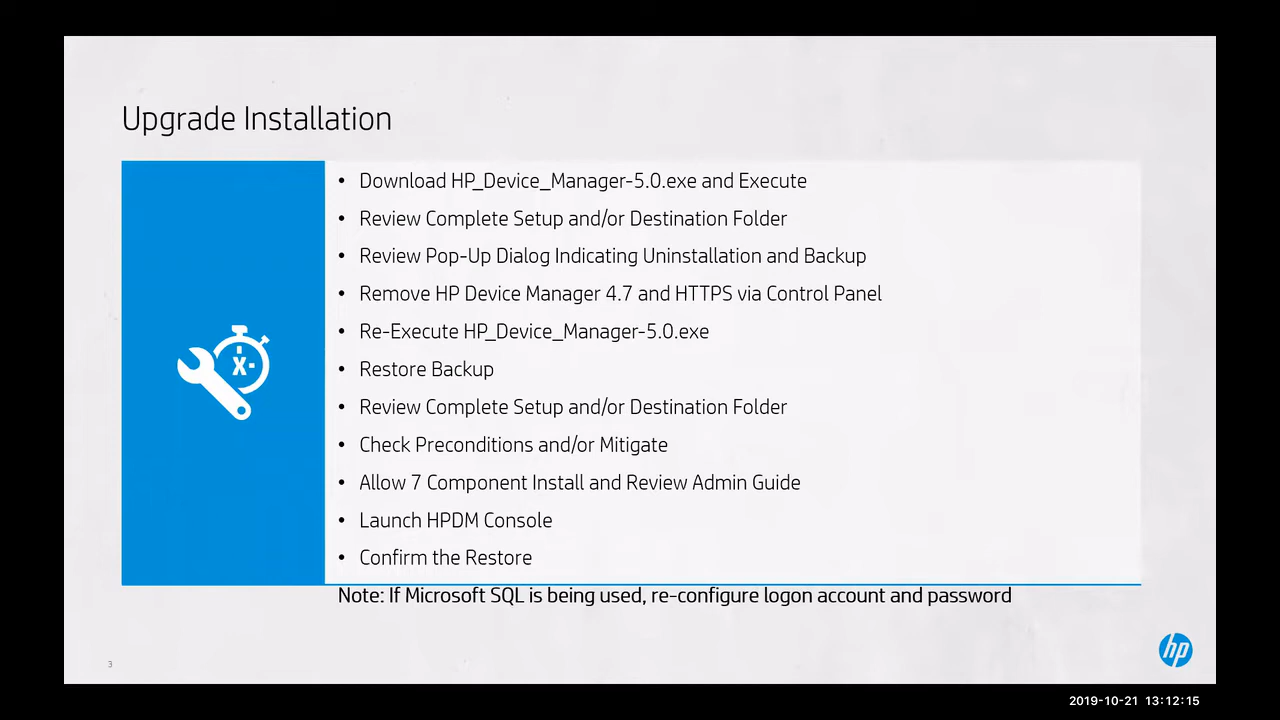 Upgrade Installation
• Download HP_Device_Manager-5.0.exe and Execute
• Review Complete Setup and/or Destination Folder
• Review Pop-Up Dialog Indicating Uninstallation and Backup
• Remove HP Device Manager 4.7 and HTTPS via Control Panel
• Re-Execute HP_Device_Manager-5.0.exe
• Restore Backup
• Review Complete Setup and/or Destination Folder
• Check Preconditions and/or Mitigate
• Allow 7 Component Install and Review Admin Guide
• Launch HPDM Console
• Confirm the Restore
Note: If Microsoft SQL is being used, re-configure logon account and password
X-
hp
3
2019-10-21 13:12:15